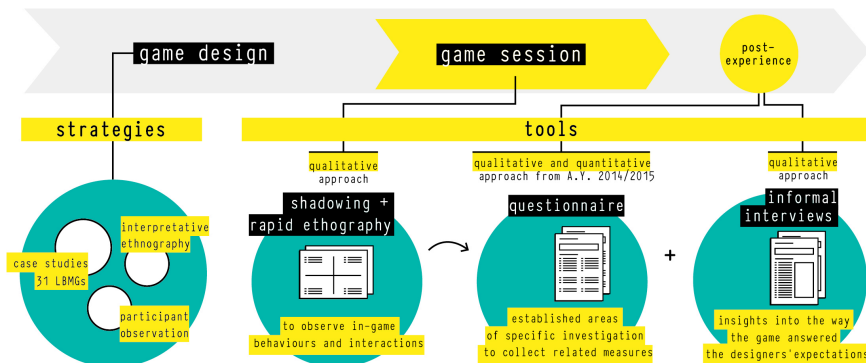 game design
game session
post-
experience
strategies
tools
qualitative
approach
qualitative and quantitative
approach from A.Y. 2014/2015
qualitative
approach
interpretative
ethnography
case studies
31 LBMGs
participant
observation
shadowing +
rapid ethography
to observe in-game
behaviours and interactions
questionnaire
established areas
of specific investigation
to collect related measures
+
informal
interviews
insights into the way
the game answered
the designers'expectations